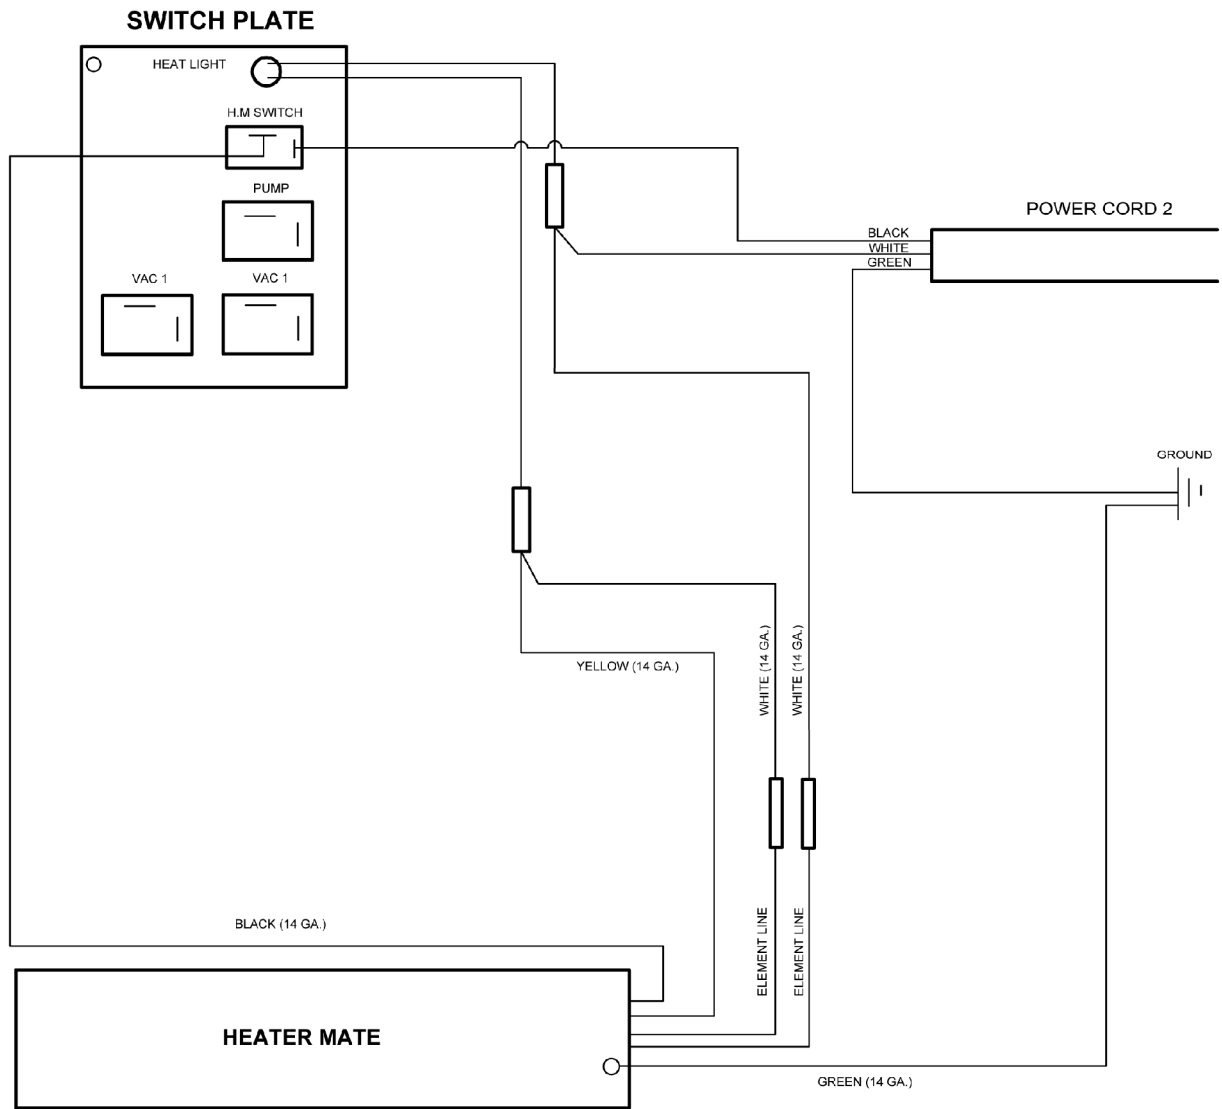 SWITCH PLATE
HEAT LIGHT
H.M SWITCH
PUMP
VAC 1
VAC 1
POWER CORD 2
BLACK
WHITE
GREEN
GROUND
WHITE (14 GA.)
WHITE (14 GA.)
YELLOW (14 GA.)
ELEMENT LINE
ELEMENT LINE
BLACK (14 GA.)
HEATER MATE
GREEN (14 GA.)